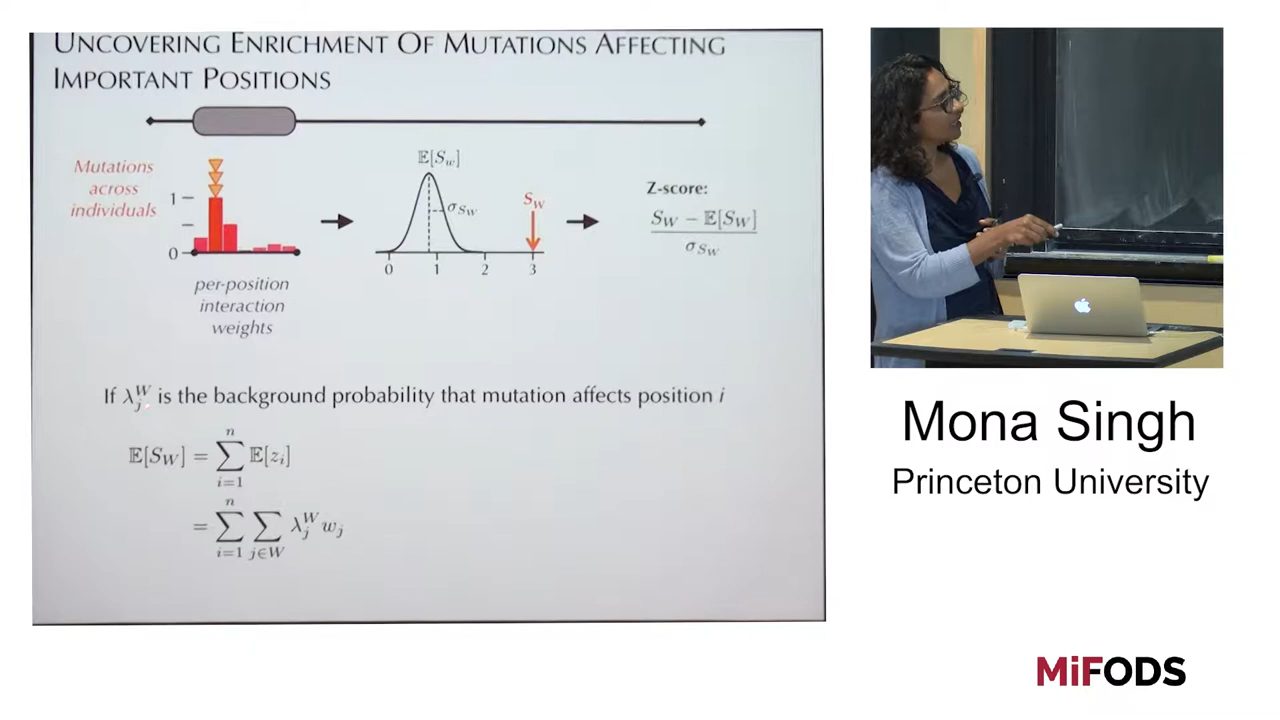 UNCOVERING ENRICHMENT OF MUTATIONS AFFECTING
IMPORTANT POSITIONS
Mutations
across
individuals
1
0
per-position
interaction
weights
𝔼[S_w]
σ_{S_W}
S_W
0 1 2 3
Z-score:
S_W − 𝔼[S_W]
σ_{S_W}
If λ_j^W is the background probability that mutation affects position i
𝔼[S_W] = ∑_{i=1}^{n} 𝔼[z_i]
= ∑_{i=1}^{n} ∑_{j∈W} λ_j^W w_j
Mona Singh
Princeton University
MiFODS